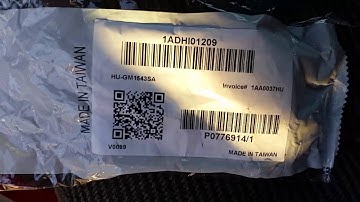 1ADHI01209
HU-GM1643SA
Invoice# 1AA0037HU
MADE IN TAIWAN
P0776914/1
V0099
MADE IN TAIWAN